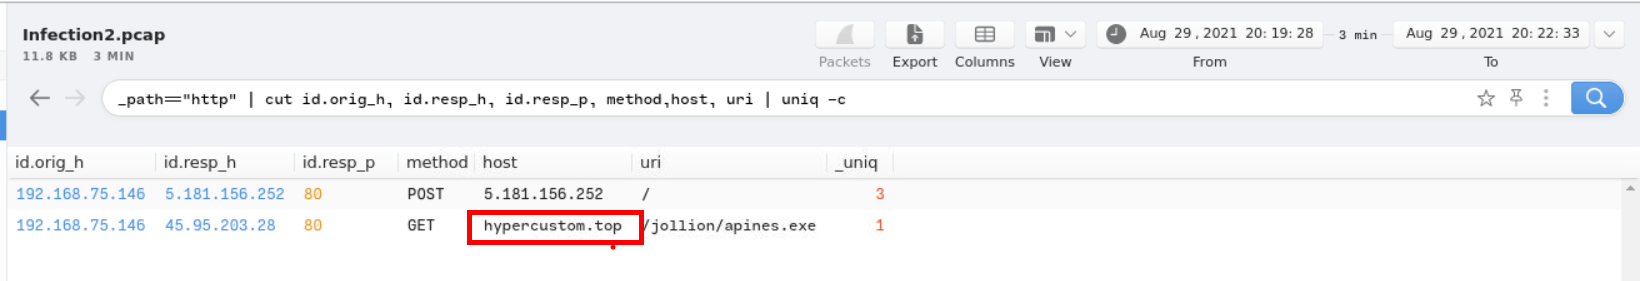 Infection2.pcap
11.8 KB 3 MIN
Packets
Export
Columns
View
Aug 29, 2021 20:19:28
3 min
Aug 29, 2021 20:22:33
From
To
_path=="http" | cut id.orig_h, id.resp_h, id.resp_p, method,host, uri | uniq -c
id.orig_h id.resp_h id.resp_p method host uri _uniq
192.168.75.146 5.181.156.252 80 POST 5.181.156.252 / 3
192.168.75.146 45.95.203.28 80 GET hypercustom.top /jollion/apines.exe 1